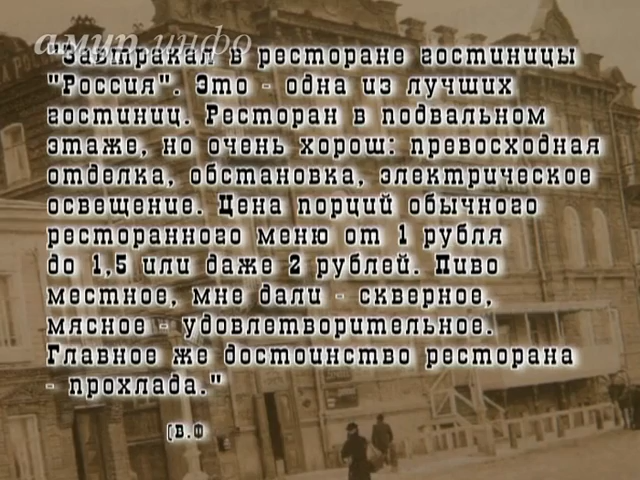 амур.инфо
"Завтракал в ресторане гостиницы
"Россия". Это - одна из лучших
гостиниц. Ресторан в подвальном
этаже, но очень хорош: превосходная
отделка, обстановка, электрическое
освещение. Цена порций обычного
ресторанного меню от 1 рубля
до 1,5 или даже 2 рублей. Пиво
местное, мне дали - скверное,
мясное - удовлетворительное.
Главное же достоинство ресторана
- прохлада."
(В.Ф